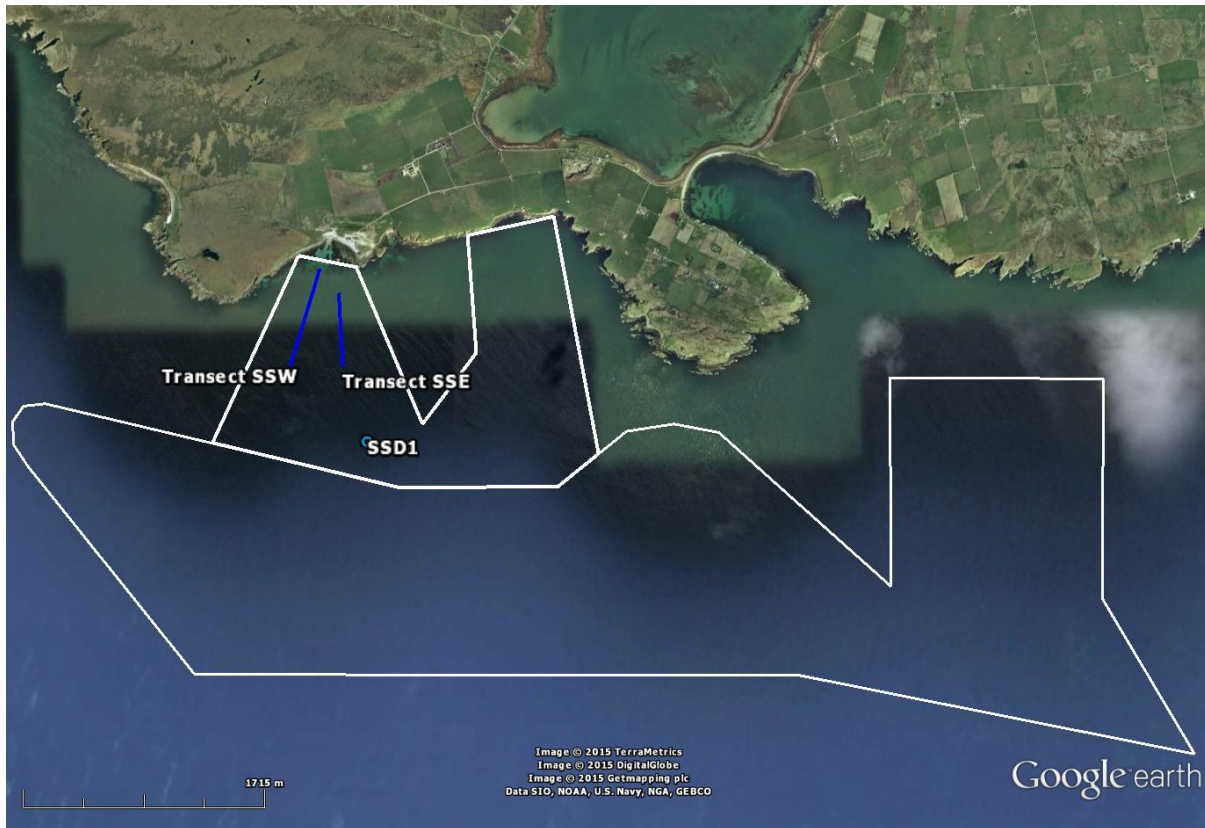 Transect SSW
Transect SSE
SSD1
Image © 2015 TerraMetrics
Image © 2015 DigitalGlobe
Image © 2015 Getmapping plc
Data SIO, NOAA, U.S. Navy, NGA, GEBCO
1715 m
Google earth